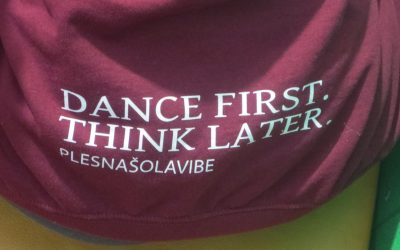 DANCE FIRST.
THINK LATER.
PLESNAŠOLAVIBE